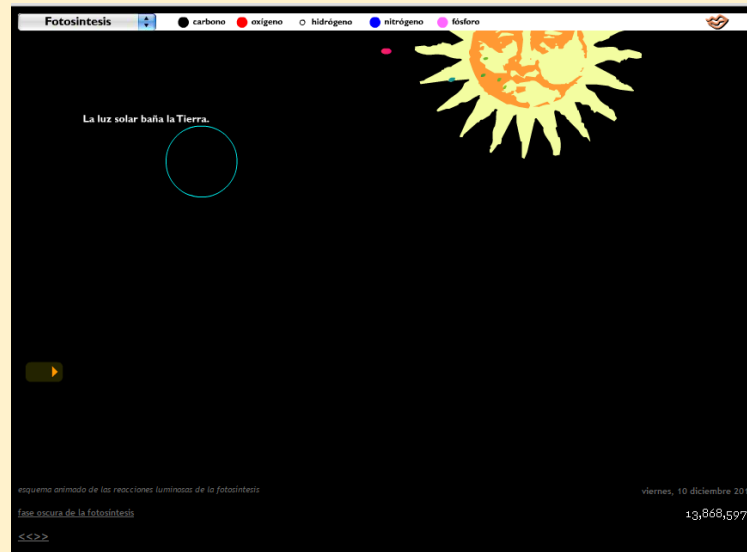 Fotosintesis carbono oxígeno hidrógeno nitrógeno fósforo
La luz solar baña la Tierra.
esquema animado de las reacciones luminosas de la fotosíntesis
viernes, 10 diciembre 201
fase oscura de la fotosíntesis
13,868,597
<<>>